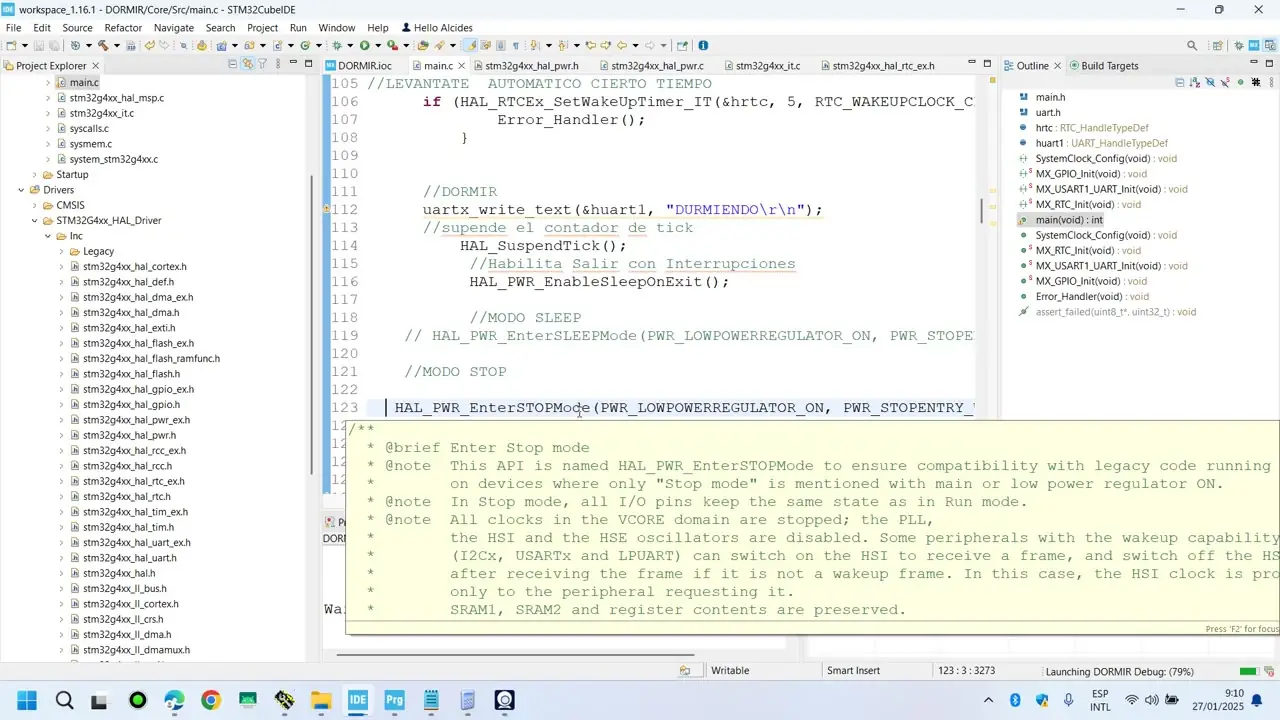 workspace_1.16.1 - DORMIR/Core/Src/main.c - STM32CubeIDE
File Edit Source Refactor Navigate Search Project Run Window Help Hello Alcides
Project Explorer
main.c
stm32g4xx_hal_msp.c
stm32g4xx_it.c
syscalls.c
sysmem.c
system_stm32g4xx.c
Startup
Drivers
CMSIS
STM32G4xx_HAL_Driver
Inc
Legacy
stm32g4xx_hal_cortex.h
stm32g4xx_hal_def.h
stm32g4xx_hal_dma_ex.h
stm32g4xx_hal_dma.h
stm32g4xx_hal_exti.h
stm32g4xx_hal_flash_ex.h
stm32g4xx_hal_flash_ramfunc.h
stm32g4xx_hal_flash.h
stm32g4xx_hal_gpio_ex.h
stm32g4xx_hal_gpio.h
stm32g4xx_hal_pwr_ex.h
stm32g4xx_hal_pwr.h
stm32g4xx_hal_rcc_ex.h
stm32g4xx_hal_rcc.h
stm32g4xx_hal_rtc_ex.h
stm32g4xx_hal_rtc.h
stm32g4xx_hal_tim_ex.h
stm32g4xx_hal_tim.h
stm32g4xx_hal_uart_ex.h
stm32g4xx_hal_uart.h
stm32g4xx_hal.h
stm32g4xx_ll_bus.h
stm32g4xx_ll_cortex.h
stm32g4xx_ll_crs.h
stm32g4xx_ll_dma.h
stm32g4xx_ll_dmamux.h
DORMIR.ioc main.c stm32g4xx_hal_pwr.h stm32g4xx_hal_pwr.c stm32g4xx_it.c stm32g4xx_hal_rtc_ex.h
105 //LEVANTATE AUTOMATICO CIERTO TIEMPO
106 if (HAL_RTCEx_SetWakeUpTimer_IT(&hrtc, 5, RTC_WAKEUPCLOCK_C
107 Error_Handler();
108 }
109
110
111 //DORMIR
112 uartx_write_text(&huart1, "DURMIENDO\r\n");
113 //supende el contador de tick
114 HAL_SuspendTick();
115 //Habilita Salir con Interrupciones
116 HAL_PWR_EnableSleepOnExit();
117
118 //MODO SLEEP
119 // HAL_PWR_EnterSLEEPMode(PWR_LOWPOWERREGULATOR_ON, PWR_STOPE
120
121 //MODO STOP
122
123 HAL_PWR_EnterSTOPMode(PWR_LOWPOWERREGULATOR_ON, PWR_STOPENTRY_
/**
* @brief Enter Stop mode
* @note This API is named HAL_PWR_EnterSTOPMode to ensure compatibility with legacy code running
* on devices where only "Stop mode" is mentioned with main or low power regulator ON.
* @note In Stop mode, all I/O pins keep the same state as in Run mode.
* @note All clocks in the VCORE domain are stopped; the PLL,
* the HSI and the HSE oscillators are disabled. Some peripherals with the wakeup capability
* (I2Cx, USARTx and LPUART) can switch on the HSI to receive a frame, and switch off the HS
* after receiving the frame if it is not a wakeup frame. In this case, the HSI clock is pro
* only to the peripheral requesting it.
* SRAM1, SRAM2 and register contents are preserved.
Press 'F2' for focus
Outline Build Targets
main.h
uart.h
hrtc : RTC_HandleTypeDef
huart1 : UART_HandleTypeDef
SystemClock_Config(void) : void
MX_GPIO_Init(void) : void
MX_USART1_UART_Init(void) : void
MX_RTC_Init(void) : void
main(void) : int
SystemClock_Config(void) : void
MX_RTC_Init(void) : void
MX_USART1_UART_Init(void) : void
MX_GPIO_Init(void) : void
Error_Handler(void) : void
assert_failed(uint8_t*, uint32_t) : void
Writable Smart Insert 123 : 3 : 3273 Launching DORMIR Debug: (79%)
IDE Prg
ESP
INTL
9:10
27/01/2025